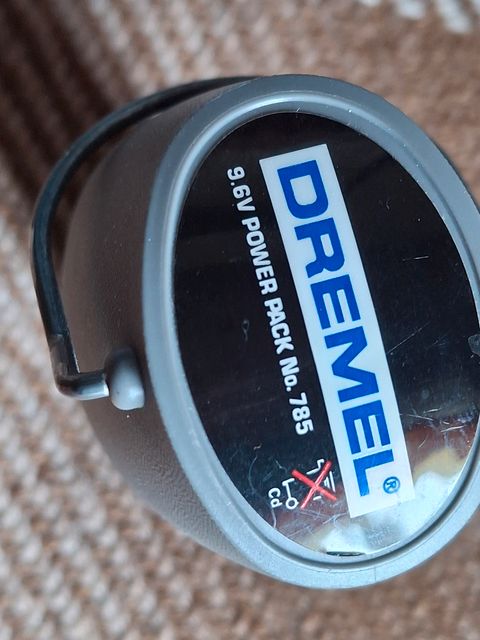 DREMEL®
9.6V POWER PACK No. 785
Cd